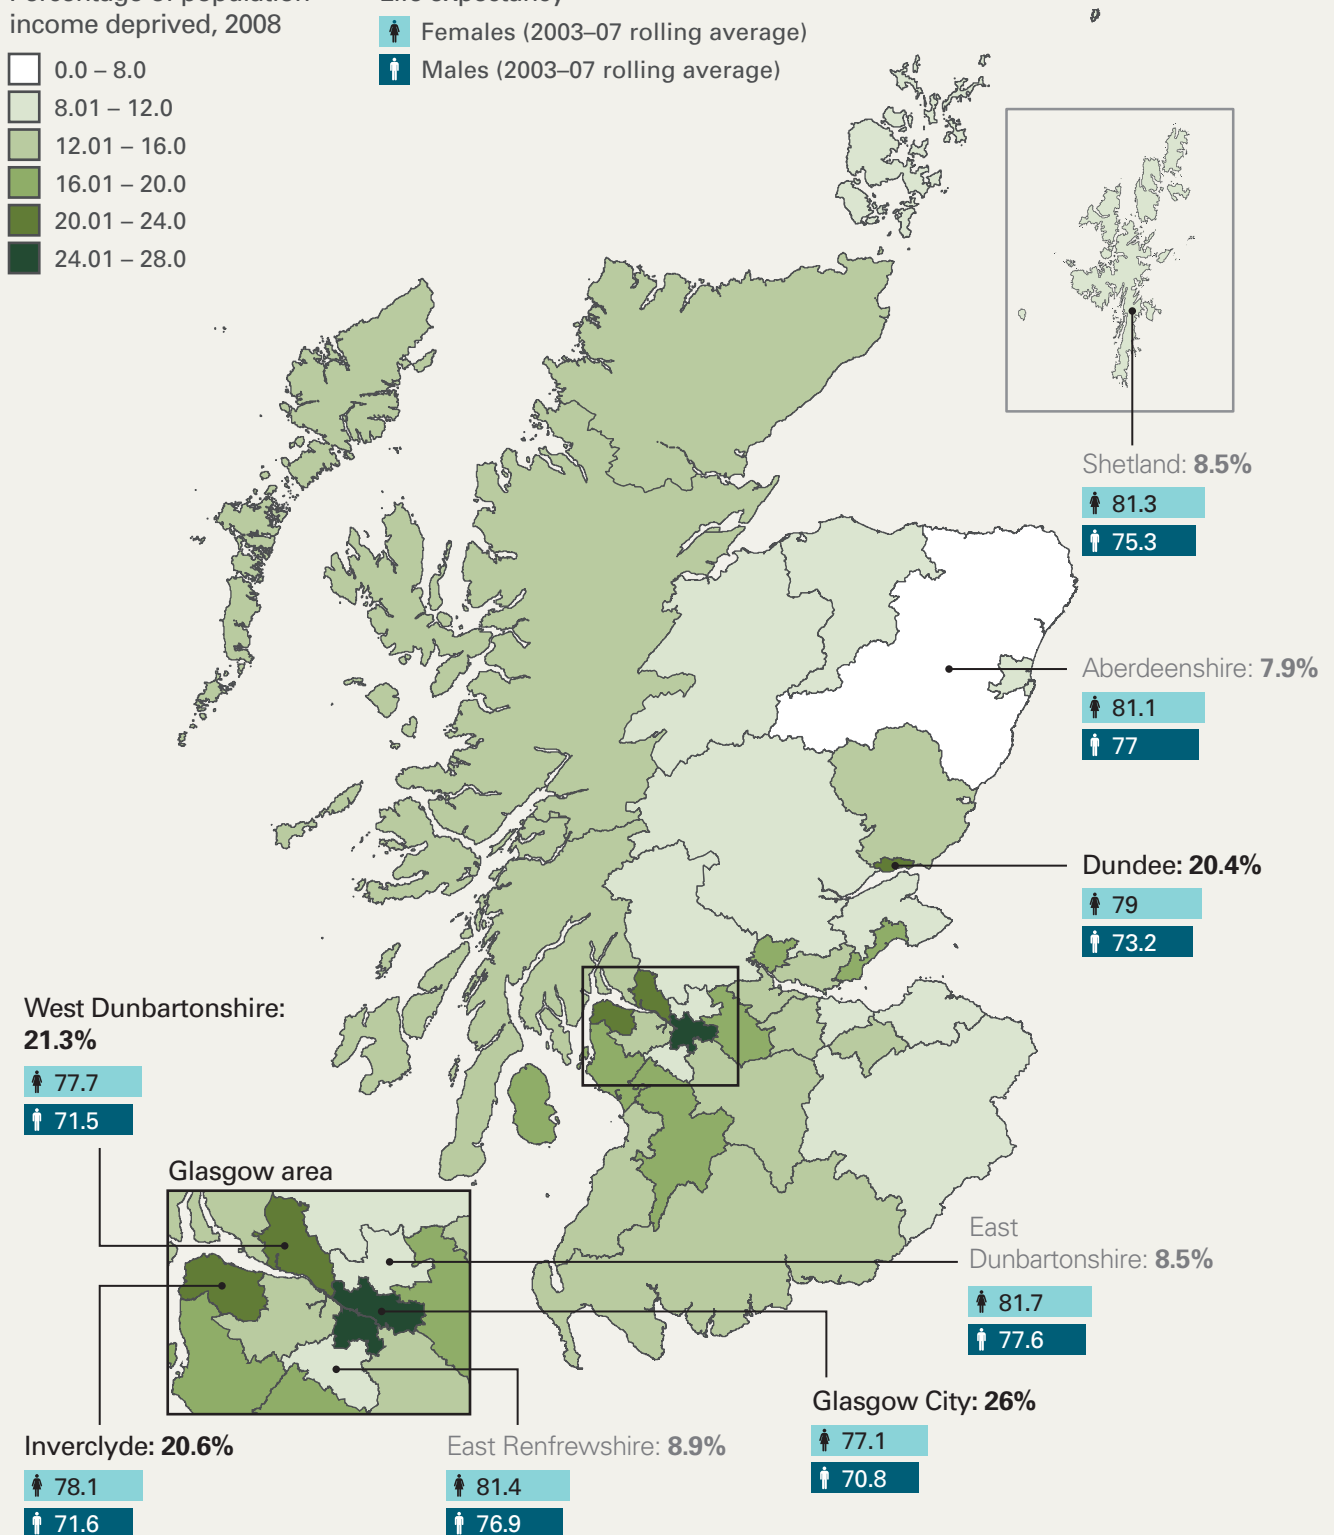 Percentage of population
income deprived, 2008
0.0 – 8.0
8.01 – 12.0
12.01 – 16.0
16.01 – 20.0
20.01 – 24.0
24.01 – 28.0
Life expectancy
Females (2003–07 rolling average)
Males (2003–07 rolling average)
Shetland: 8.5%
81.3
75.3
Aberdeenshire: 7.9%
81.1
77
Dundee: 20.4%
79
73.2
West Dunbartonshire:
21.3%
77.7
71.5
Glasgow area
East
Dunbartonshire: 8.5%
81.7
77.6
Glasgow City: 26%
77.1
70.8
Inverclyde: 20.6%
78.1
71.6
East Renfrewshire: 8.9%
81.4
76.9